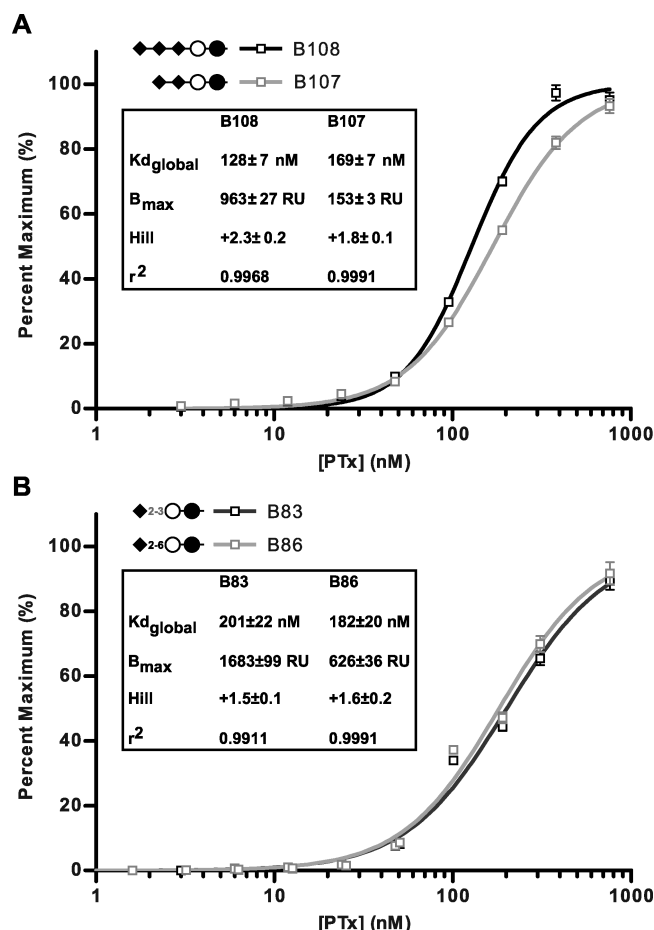 A
B108
B107
B108 B107
Kdglobal 128± 7 nM 169± 7 nM
Bmax 963± 27 RU 153± 3 RU
Hill +2.3± 0.2 +1.8± 0.1
r2 0.9968 0.9991
Percent Maximum (%)
100
80
60
40
20
0
1 10 100 1000
[PTx] (nM)
B
2-3 B83
2-6 B86
B83 B86
Kdglobal 201±22 nM 182±20 nM
Bmax 1683±99 RU 626±36 RU
Hill +1.5±0.1 +1.6±0.2
r2 0.9911 0.9991
Percent Maximum (%)
100
80
60
40
20
0
1 10 100 1000
[PTx] (nM)